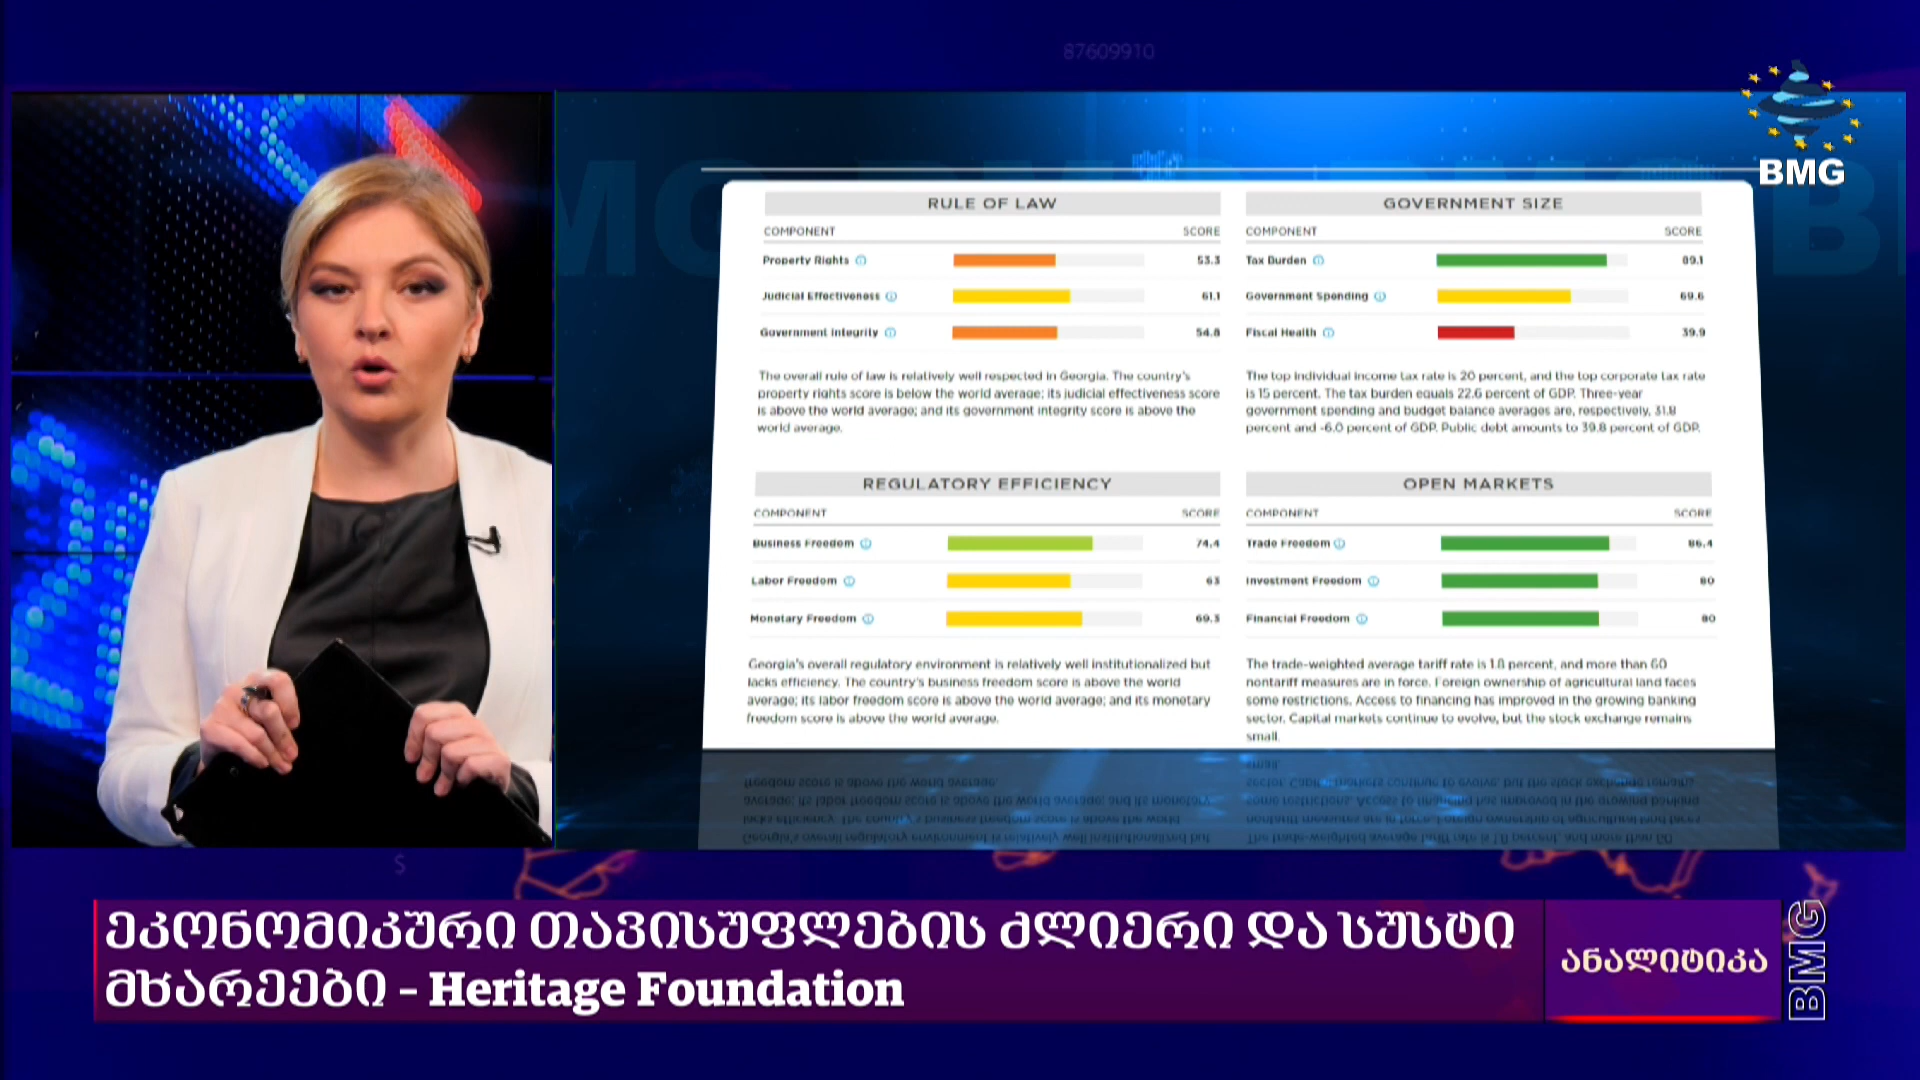 87609910
BMG
RULE OF LAW
COMPONENT SCORE
Property Rights 53.3
Judicial Effectiveness 61.1
Government Integrity 54.8
The overall rule of law is relatively well respected in Georgia. The country's
property rights score is below the world average; its judicial effectiveness score
is above the world average; and its government integrity score is above the
world average.
GOVERNMENT SIZE
COMPONENT SCORE
Tax Burden 89.1
Government Spending 69.6
Fiscal Health 39.9
The top individual income tax rate is 20 percent, and the top corporate tax rate
is 15 percent. The tax burden equals 22.6 percent of GDP. Three-year
government spending and budget balance averages are, respectively, 31.8
percent and -6.0 percent of GDP. Public debt amounts to 39.8 percent of GDP.
REGULATORY EFFICIENCY
COMPONENT SCORE
Business Freedom 74.4
Labor Freedom 63
Monetary Freedom 69.3
Georgia's overall regulatory environment is relatively well institutionalized but
lacks efficiency. The country's business freedom score is above the world
average; its labor freedom score is above the world average; and its monetary
freedom score is above the world average.
OPEN MARKETS
COMPONENT SCORE
Trade Freedom 86.4
Investment Freedom 80
Financial Freedom 80
The trade-weighted average tariff rate is 1.8 percent, and more than 60
nontariff measures are in force. Foreign ownership of agricultural land faces
some restrictions. Access to financing has improved in the growing banking
sector. Capital markets continue to evolve, but the stock exchange remains
small.
ეკონომიკური თავისუფლების ძლიერი და სუსტი
მხარეები - Heritage Foundation
ანალიტიკა
BMG